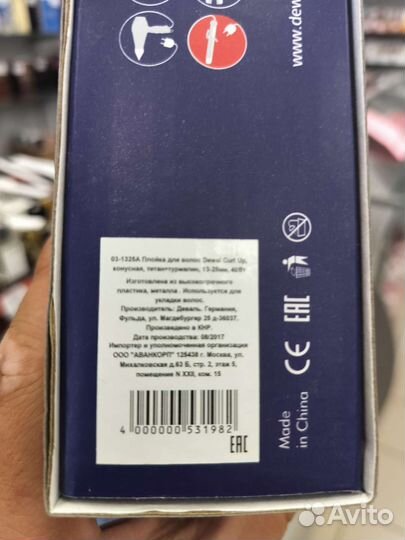 www.dew
03-1325A Плойка для волос Dewal Curl Up,
конусная, титан+турмалин, 13-25мм, 40Вт
Изготовлена из высокопрочного
пластика, металла . Используется для
укладки волос.
Производитель: Деваль. Германия,
Фульда, ул. Магдебургер 25 д-36037.
Произведено в КНР.
Дата производства: 08/2017
Импортер и уполномоченная организация
ООО "АВАНКОРП" 125438 г. Москва, ул.
Михалковская д.63 Б, стр. 2, этаж 5,
помещение N XXII, ком. 15
4 000000 531982
EAC
EAC
CE
Made
in China
Avito